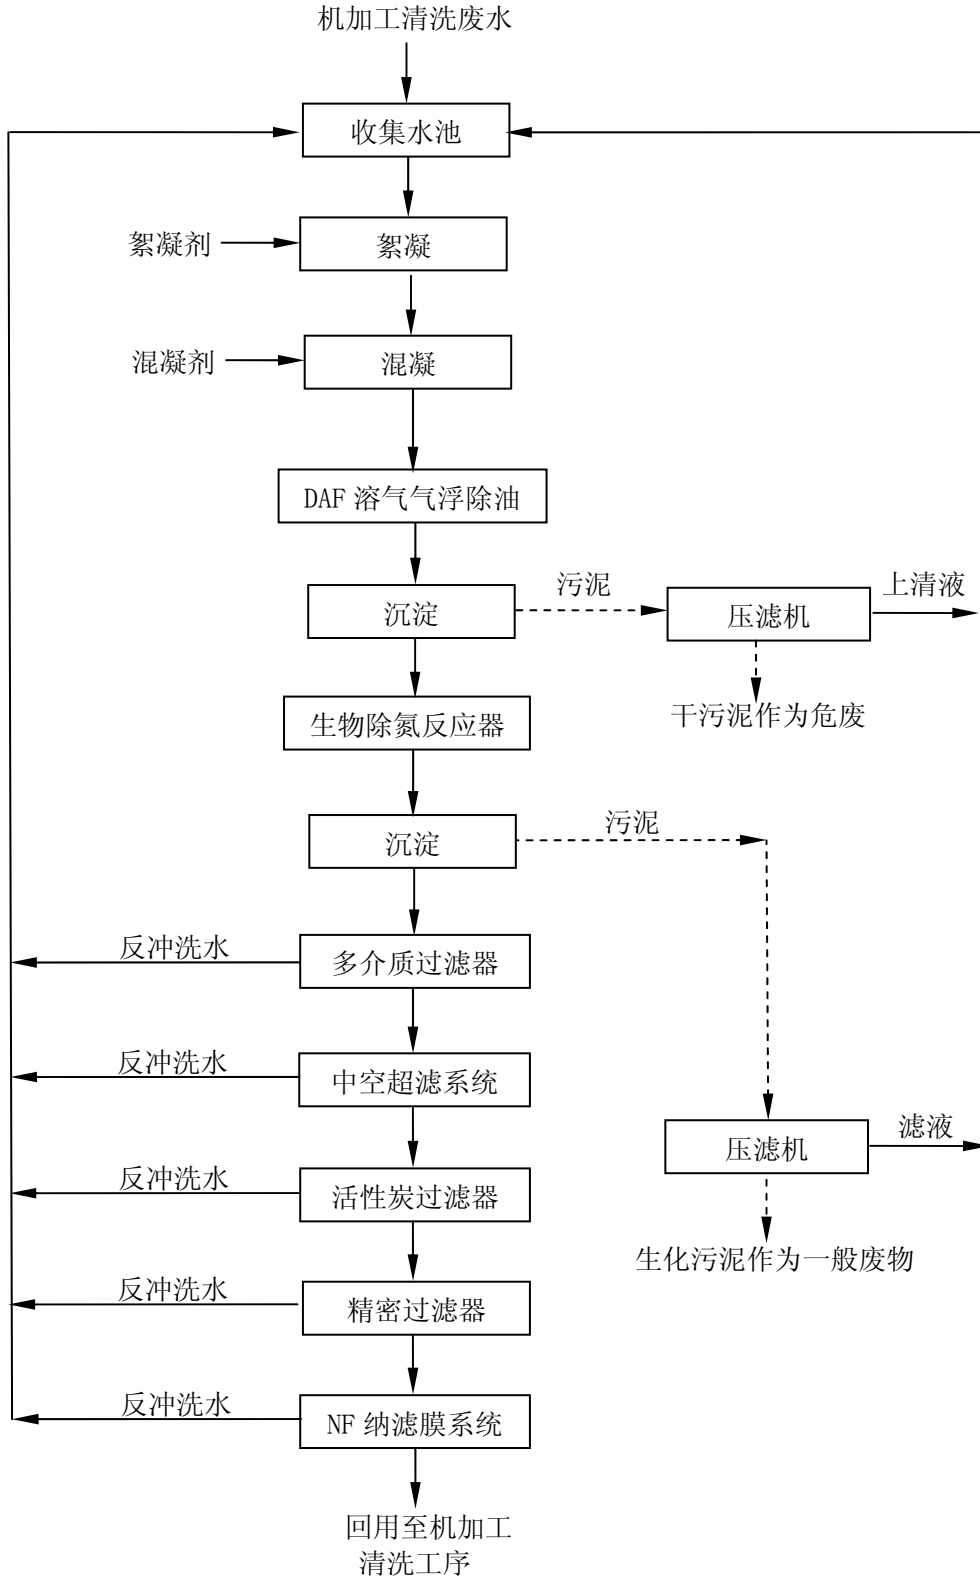 机加工清洗废水
收集水池
絮凝剂
絮凝
混凝剂
混凝
DAF 溶气气浮除油
沉淀
污泥
压滤机
上清液
干污泥作为危废
生物除氮反应器
沉淀
污泥
反冲洗水
多介质过滤器
反冲洗水
中空超滤系统
压滤机
滤液
反冲洗水
活性炭过滤器
生化污泥作为一般废物
反冲洗水
精密过滤器
反冲洗水
NF 纳滤膜系统
回用至机加工
清洗工序